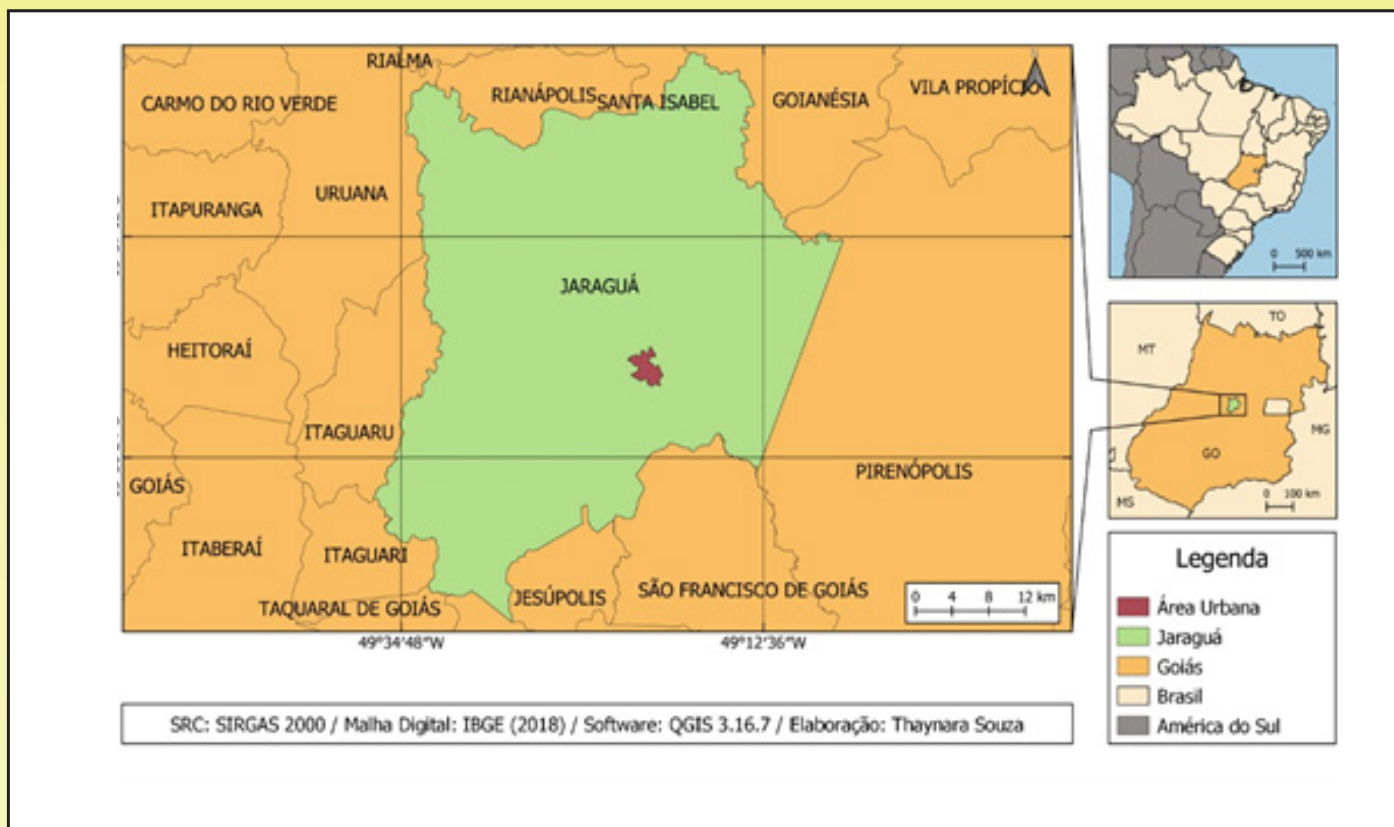 RIALMA
CARMO DO RIO VERDE
RIANÁPOLIS
SANTA ISABEL
GOIANÉSIA
VILA PROPÍCIO
N
ITAPURANGA
URUANA
JARAGUÁ
HEITORAÍ
ITAGUARU
GOIÁS
PIRENÓPOLIS
ITABERAÍ
ITAGUARI
TAQUARAL DE GOIÁS
JESÚPOLIS
SÃO FRANCISCO DE GOIÁS
0 4 8 12 km
49°34'48"W
49°12'36"W
0 500 km
TO
MT
MG
GO
MS
0 100 km
Legenda
Área Urbana
Jaraguá
Goiás
Brasil
América do Sul
SRC: SIRGAS 2000 / Malha Digital: IBGE (2018) / Software: QGIS 3.16.7 / Elaboração: Thaynara Souza